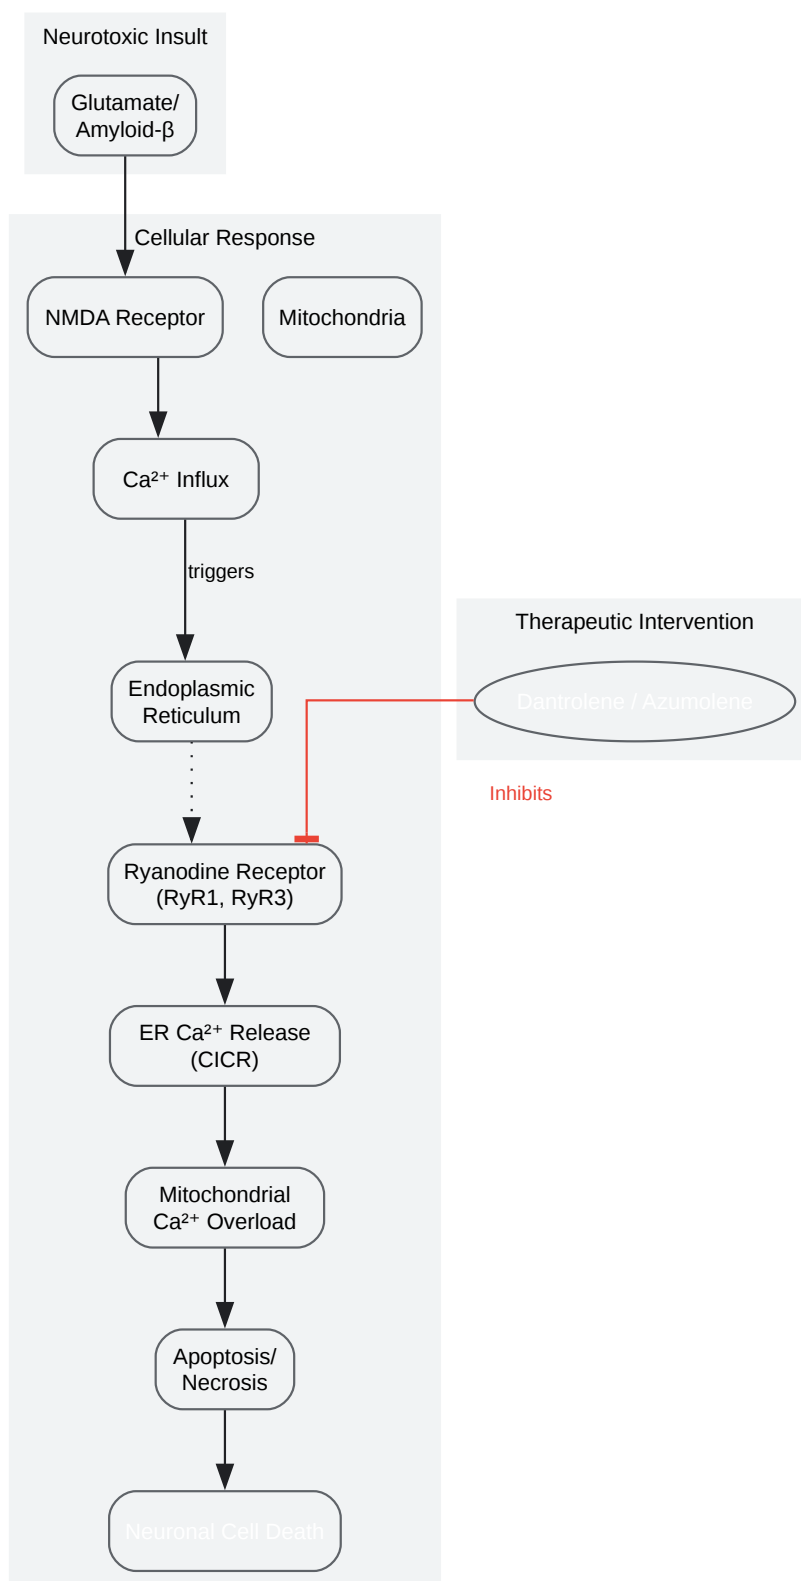 Neurotoxic Insult
Glutamate/
Amyloid-β
Cellular Response
NMDA Receptor
Mitochondria
Ca²⁺ Influx
triggers
Endoplasmic
Reticulum
Therapeutic Intervention
Dantrolene / Azumolene
Inhibits
Ryanodine Receptor
(RyR1, RyR3)
ER Ca²⁺ Release
(CICR)
Mitochondrial
Ca²⁺ Overload
Apoptosis/
Necrosis
Neuronal Cell Death